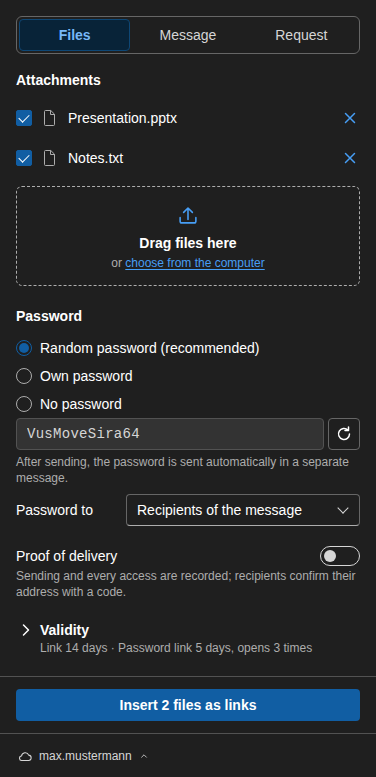 Files
Message
Request
Attachments
Presentation.pptx
Notes.txt
Drag files here
or choose from the computer
Password
Random password (recommended)
Own password
No password
VusMoveSira64
After sending, the password is sent automatically in a separate
message.
Password to
Recipients of the message
Proof of delivery
Sending and every access are recorded; recipients confirm their
address with a code.
Validity
Link 14 days · Password link 5 days, opens 3 times
Insert 2 files as links
max.mustermann